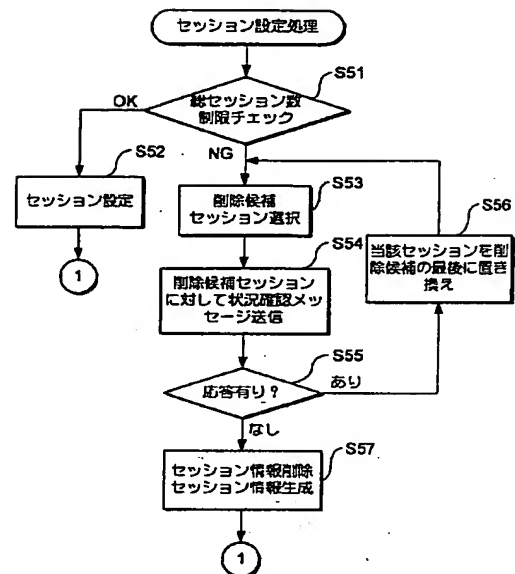 セッション設定処理
S51
総セッション数
制限チェック
OK
NG
S52
セッション設定
1
S53
削除候補
セッション選択
S54
削除候補セッション
に対して状況確認メッ
セージ送信
S55
応答有り?
あり
なし
S56
当該セッションを削
除候補の最後に置き
換え
S57
セッション情報削除
セッション情報生成
1